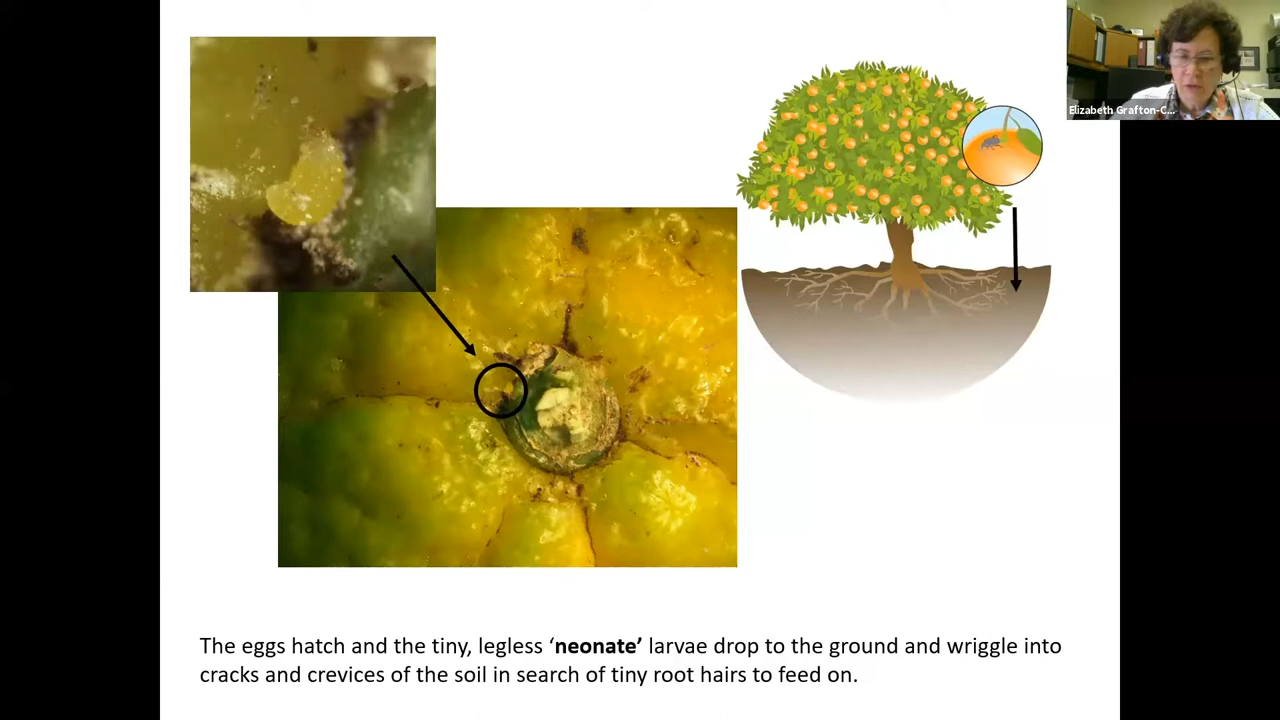 Elizabeth Grafton-C...
The eggs hatch and the tiny, legless ‘neonate’ larvae drop to the ground and wriggle into
cracks and crevices of the soil in search of tiny root hairs to feed on.